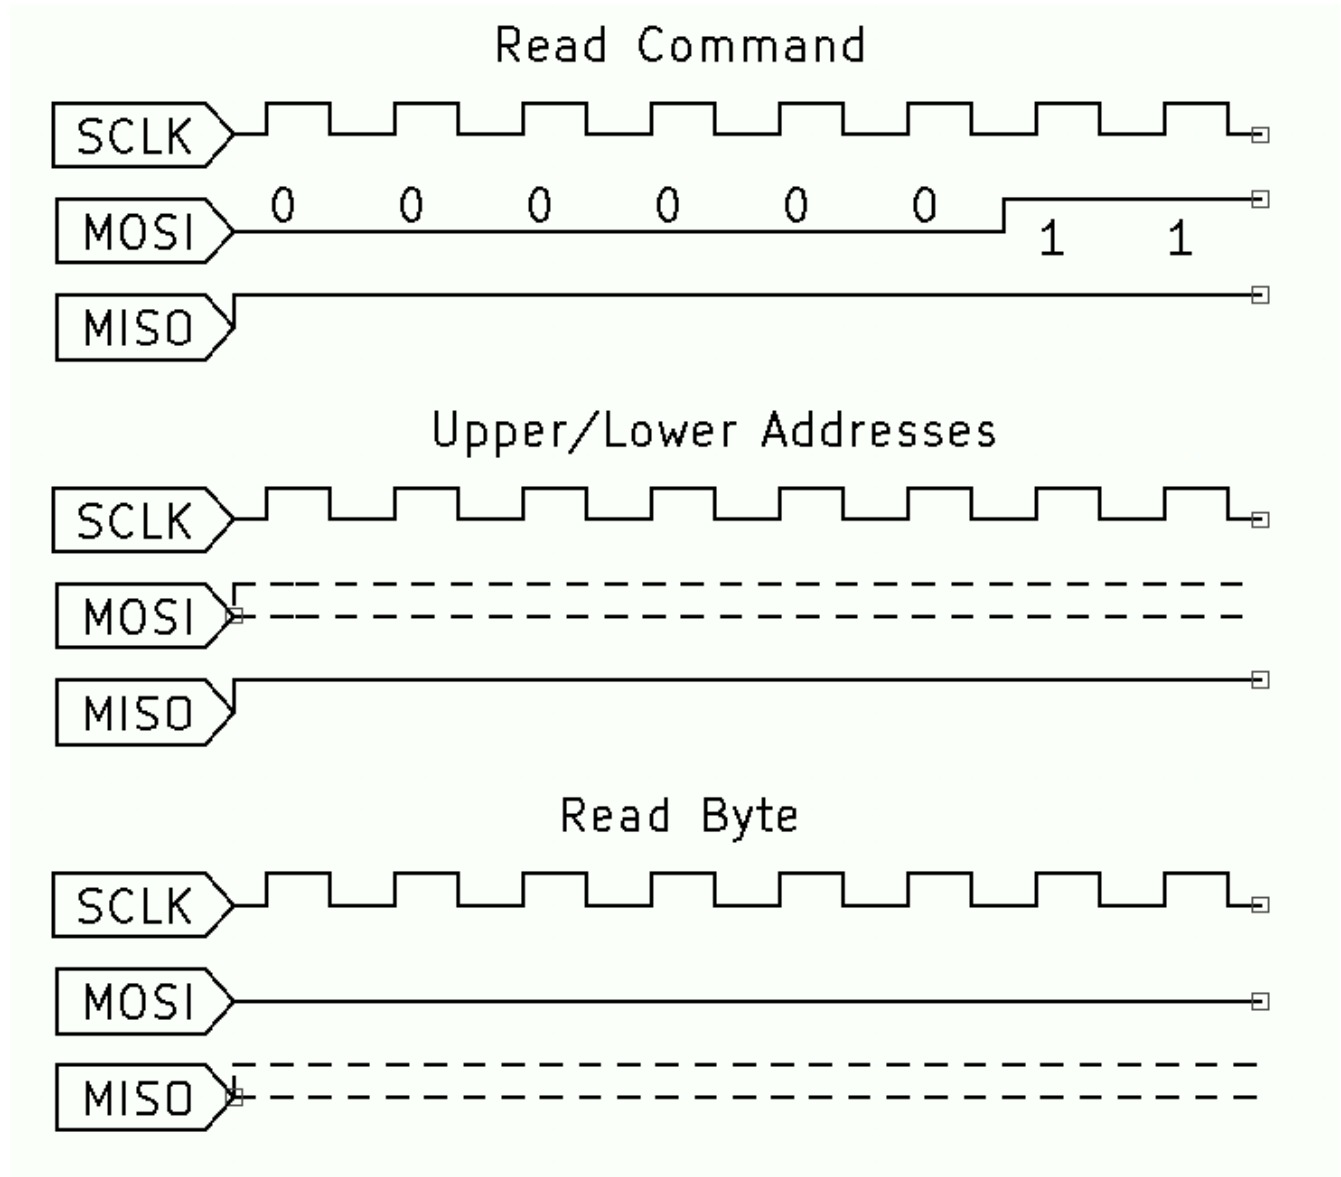 Read Command
SCLK
0 0 0 0 0 0
MOSI
1 1
MISO
Upper/Lower Addresses
SCLK
MOSI
MISO
Read Byte
SCLK
MOSI
MISO